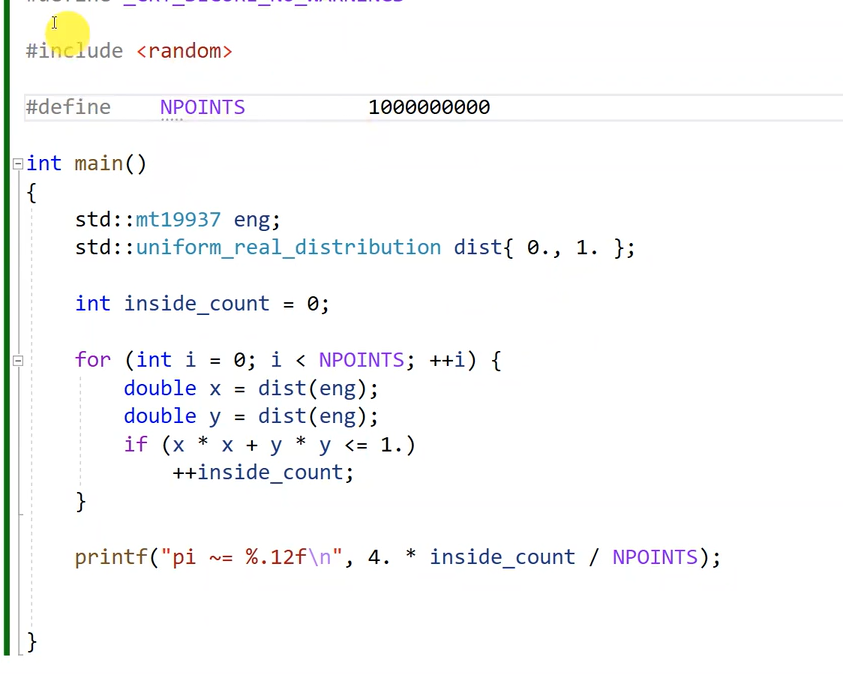 #include <random>
#define NPOINTS 1000000000
int main()
{
std::mt19937 eng;
std::uniform_real_distribution dist{ 0., 1. };
int inside_count = 0;
for (int i = 0; i < NPOINTS; ++i) {
double x = dist(eng);
double y = dist(eng);
if (x * x + y * y <= 1.)
++inside_count;
}
printf("pi ~= %.12f\n", 4. * inside_count / NPOINTS);
}